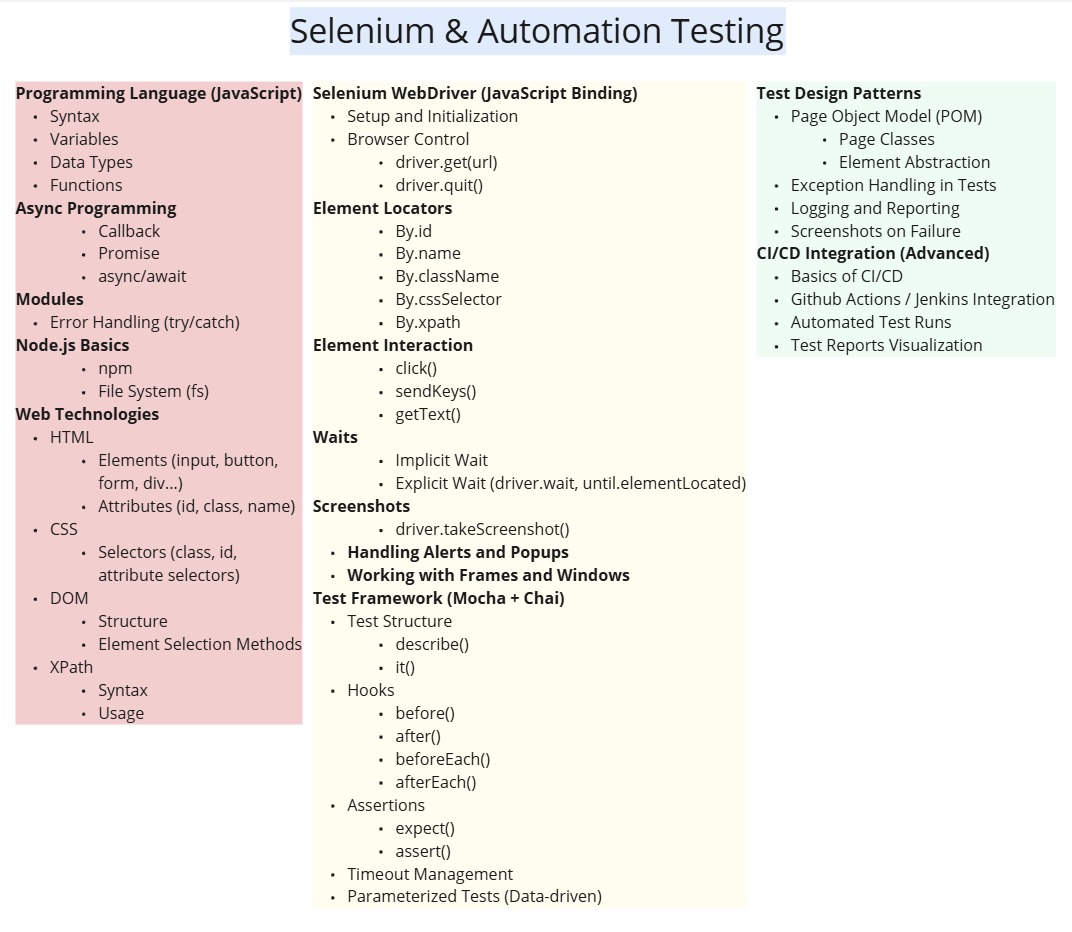 Selenium & Automation Testing
Programming Language (JavaScript)
• Syntax
• Variables
• Data Types
• Functions
Async Programming
• Callback
• Promise
• async/await
Modules
• Error Handling (try/catch)
Node.js Basics
• npm
• File System (fs)
Web Technologies
• HTML
• Elements (input, button,
form, div...)
• Attributes (id, class, name)
• CSS
• Selectors (class, id,
attribute selectors)
• DOM
• Structure
• Element Selection Methods
• XPath
• Syntax
• Usage
Selenium WebDriver (JavaScript Binding)
• Setup and Initialization
• Browser Control
• driver.get(url)
• driver.quit()
Element Locators
• By.id
• By.name
• By.className
• By.cssSelector
• By.xpath
Element Interaction
• click()
• sendKeys()
• getText()
Waits
• Implicit Wait
• Explicit Wait (driver.wait, until.elementLocated)
Screenshots
• driver.takeScreenshot()
• Handling Alerts and Popups
• Working with Frames and Windows
Test Framework (Mocha + Chai)
• Test Structure
• describe()
• it()
• Hooks
• before()
• after()
• beforeEach()
• afterEach()
• Assertions
• expect()
• assert()
• Timeout Management
• Parameterized Tests (Data-driven)
Test Design Patterns
• Page Object Model (POM)
• Page Classes
• Element Abstraction
• Exception Handling in Tests
• Logging and Reporting
• Screenshots on Failure
CI/CD Integration (Advanced)
• Basics of CI/CD
• Github Actions / Jenkins Integration
• Automated Test Runs
• Test Reports Visualization